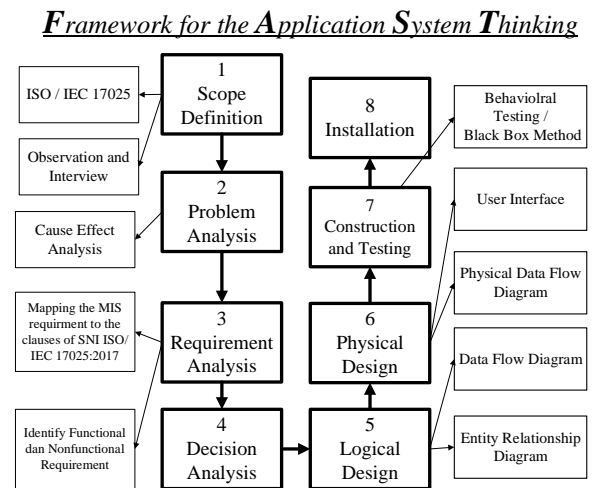 Framework for the Application System Thinking
1
Scope
Definition
ISO / IEC 17025
Observation and
Interview
2
Problem
Analysis
Cause Effect
Analysis
3
Requirement
Analysis
Mapping the MIS
requirment to the
clauses of SNI ISO/
IEC 17025:2017
Identify Functional
dan Nonfunctional
Requirement
4
Decision
Analysis
5
Logical
Design
Data Flow Diagram
Entity Relationship
Diagram
6
Physical
Design
User Interface
Physical Data Flow
Diagram
7
Construction
and Testing
Behaviolral
Testing /
Black Box Method
8
Installation